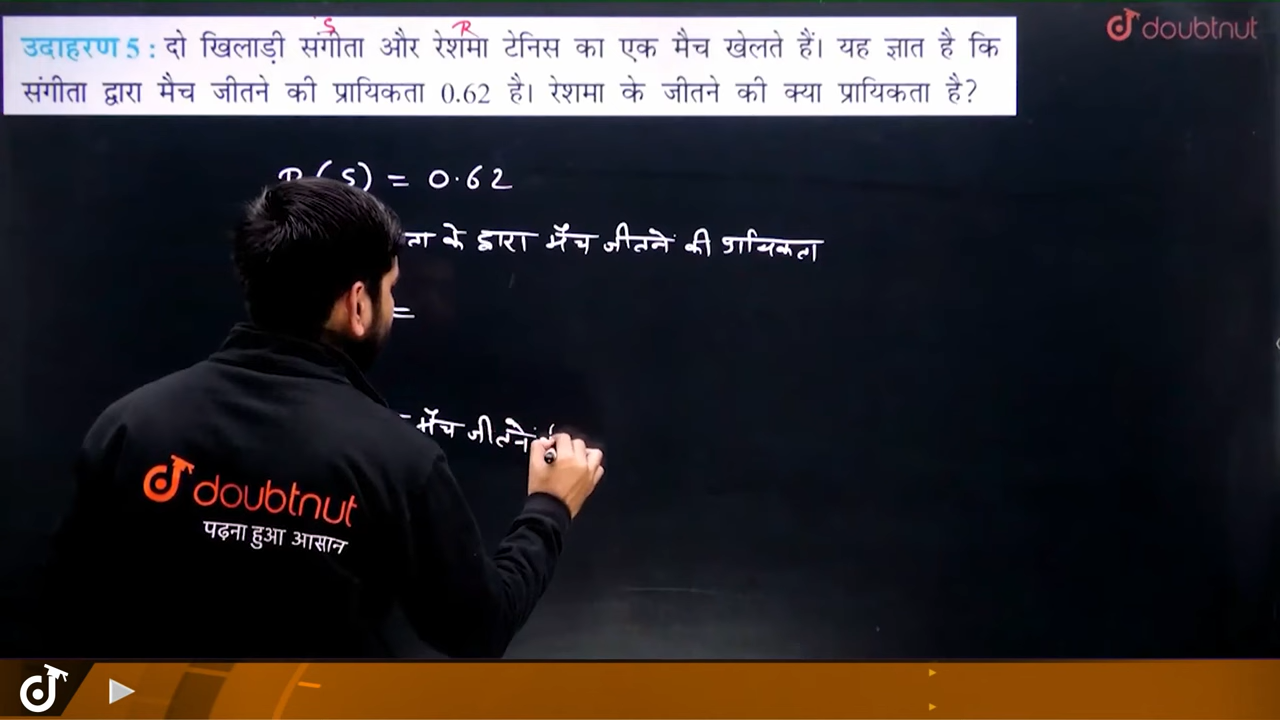 S R
doubtnut
उदाहरण 5 : दो खिलाड़ी संगीता और रेशमा टेनिस का एक मैच खेलते हैं। यह ज्ञात है कि
संगीता द्वारा मैच जीतने की प्रायिकता 0.62 है। रेशमा के जीतने की क्या प्रायिकता है?
(S) = 0.62
ता के द्वारा मैंच जीतनें की प्रायिकता
=
मैंच जीतनें
doubtnut
पढ़ना हुआ आसान